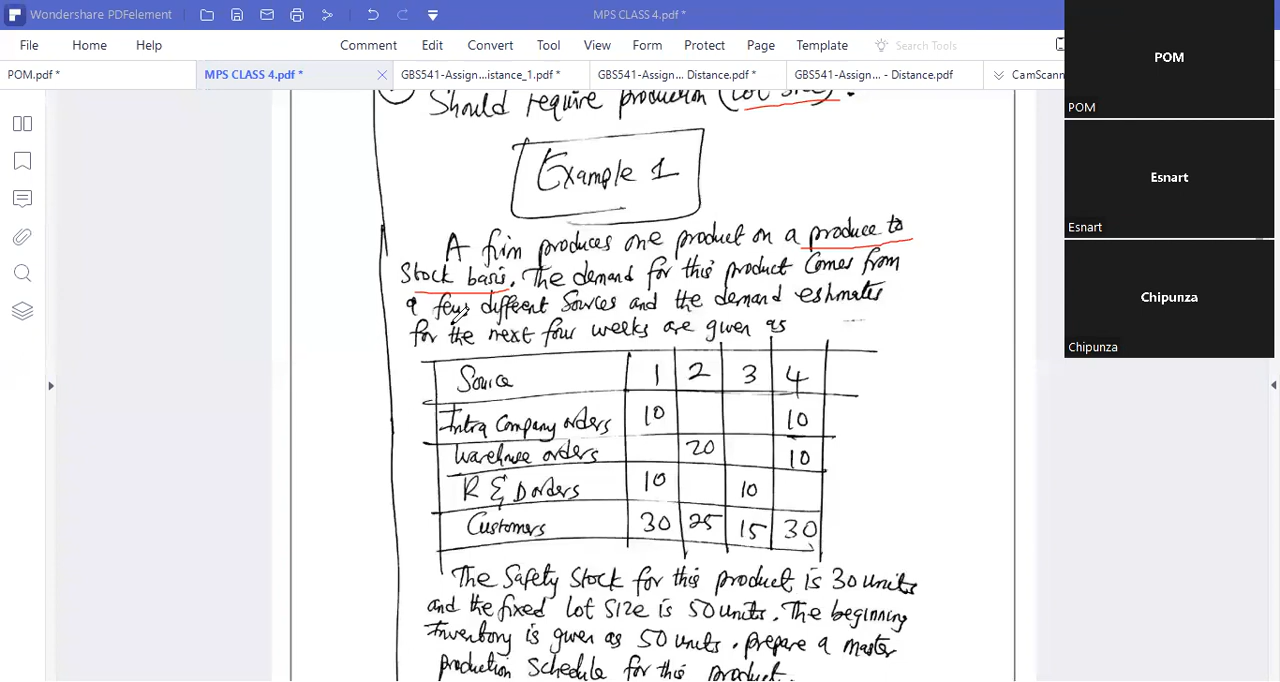 Wondershare PDFelement
MPS CLASS 4.pdf *
File Home Help Comment Edit Convert Tool View Form Protect Page Template Search Tools
POM.pdf * MPS CLASS 4.pdf * GBS541-Assign...istance_1.pdf * GBS541-Assign... Distance.pdf * GBS541-Assign... - Distance.pdf CamScann
POM
POM
Esnart
Esnart
Chipunza
Chipunza
Should require production (Lot Size).
Example 1
A firm produces one product on a produce to
Stock basis. The demand for this product comes from
a few different Sources and the demand estimates
for the next four weeks are given as
Source 1 2 3 4
Intra Company orders 10 10
Warehouse orders 20 10
R & D orders 10 10
Customers 30 25 15 30
The Safety Stock for this product is 30 units
and the fixed Lot Size is 50 units. The beginning
Inventory is given as 50 units. prepare a master
production Schedule for this product.